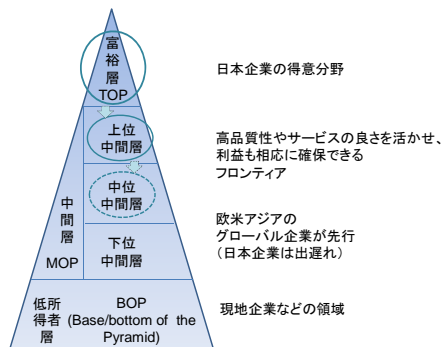 富
裕
層
TOP
日本企業の得意分野
上位
中間層
高品質性やサービスの良さを活かせ、
利益も相応に確保できる
フロンティア
中位
中間層
中
間
層
MOP
下位
中間層
欧米アジアの
グローバル企業が先行
(日本企業は出遅れ)
低所
得者
層
BOP
(Base/bottom of the
Pyramid)
現地企業などの領域